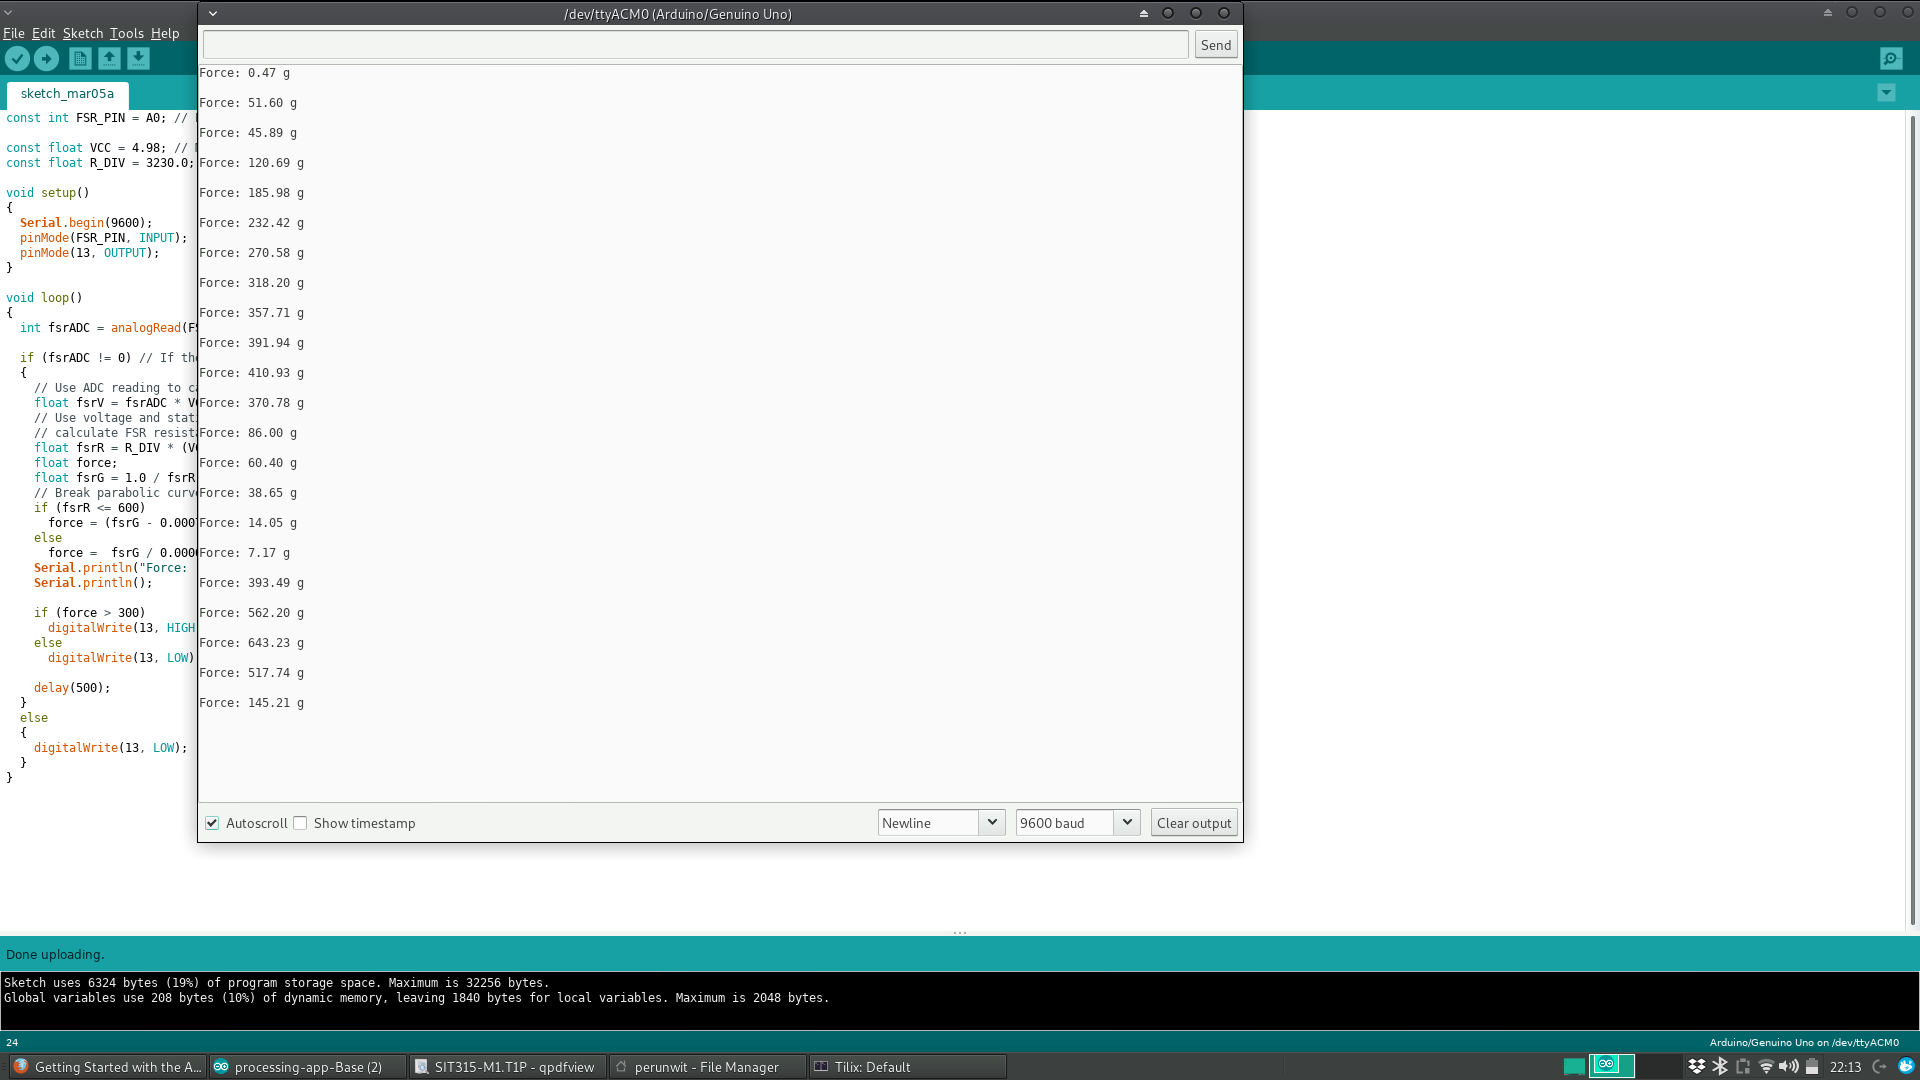 /dev/ttyACM0 (Arduino/Genuino Uno)
File Edit Sketch Tools Help
Send
sketch_mar05a
Force: 0.47 g
Force: 51.60 g
Force: 45.89 g
Force: 120.69 g
Force: 185.98 g
Force: 232.42 g
Force: 270.58 g
Force: 318.20 g
Force: 357.71 g
Force: 391.94 g
Force: 410.93 g
Force: 370.78 g
Force: 86.00 g
Force: 60.40 g
Force: 38.65 g
Force: 14.05 g
Force: 7.17 g
Force: 393.49 g
Force: 562.20 g
Force: 643.23 g
Force: 517.74 g
Force: 145.21 g
Autoscroll Show timestamp Newline 9600 baud Clear output
const int FSR_PIN = A0; //
const float VCC = 4.98; //
const float R_DIV = 3230.0;
void setup()
{
Serial.begin(9600);
pinMode(FSR_PIN, INPUT);
pinMode(13, OUTPUT);
}
void loop()
{
int fsrADC = analogRead(
if (fsrADC != 0) // If
{
// Use ADC reading to
float fsrV = fsrADC *
// Use voltage and
// calculate FSR
float fsrR = R_DIV * (
float force;
float fsrG = 1.0 / fsrR
// Break parabolic
if (fsrR <= 600)
force = (fsrG -
else
force = fsrG /
Serial.println("Force:
Serial.println();
if (force > 300)
digitalWrite(13, HIGH
else
digitalWrite(13, LOW)
delay(500);
}
else
{
digitalWrite(13, LOW);
}
}
Done uploading.
Sketch uses 6324 bytes (19%) of program storage space. Maximum is 32256 bytes.
Global variables use 208 bytes (10%) of dynamic memory, leaving 1840 bytes for local variables. Maximum is 2048 bytes.
24 Arduino/Genuino Uno on /dev/ttyACM0
Getting Started with the A... processing-app-Base (2) SIT315-M1.T1P - qpdfview perunwit - File Manager Tilix: Default 22:13